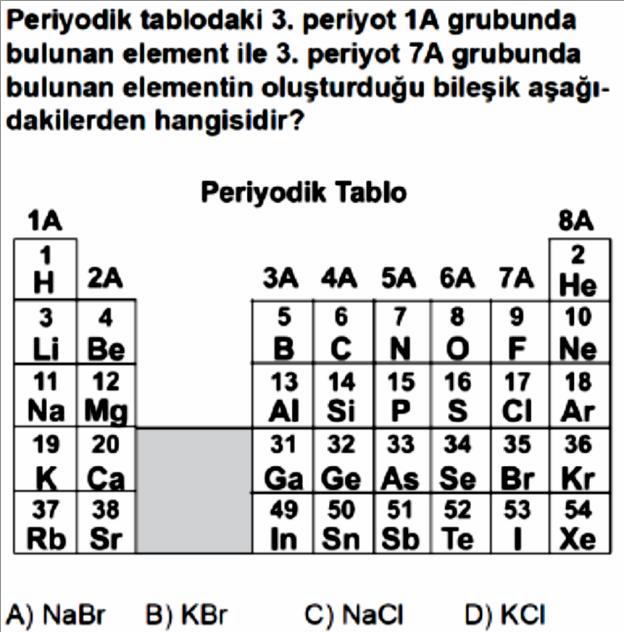 Periyodik tablodaki 3. periyot 1A grubunda
bulunan element ile 3. periyot 7A grubunda
bulunan elementin oluşturduğu bileşik aşağı-
dakilerden hangisidir?
Periyodik Tablo
1A 8A
1 2
H 2A 3A 4A 5A 6A 7A He
3 4 5 6 7 8 9 10
Li Be B C N O F Ne
11 12 13 14 15 16 17 18
Na Mg Al Si P S Cl Ar
19 20 31 32 33 34 35 36
K Ca Ga Ge As Se Br Kr
37 38 49 50 51 52 53 54
Rb Sr In Sn Sb Te I Xe
A) NaBr B) KBr C) NaCl D) KCl